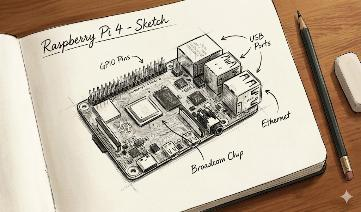 Raspberry Pi 4 - Sketch
GPIO Pins
USB
Ports
Ethernet
Broadcom Chip